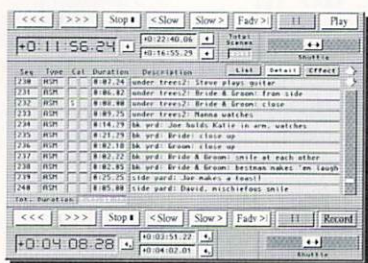 <<< >>> Stop <Slow Slow> Fadv>| || Play
+0:11:56.24 +0:22:40.06 Total Scenes
+0:16:55.29 Shuttle
Seq Type Cat Duration Description List Detail Effect
230 ASM 0:07.24 under trees2: Steve plays guitar
231 ASM 0:06.02 under trees2: Bride & Groom: from side
232 ASM S 0:08.00 under trees2: Bride & Groom: close
233 ASM 0:09.25 under trees2: Nanna watches
234 ASM 0:14.29 bk yrd: Joe holds Katie in arm, watches
235 ASM 0:21.29 bk yrd: Bride: close up
236 ASM 0:02.18 bk yrd: Groom: close up
237 ASM 0:02.22 bk yrd: Bride & Groom: smile at each other
238 ASM 0:02.05 bk yrd: Bride & Groom: bestman makes 'em laugh
239 ASM 0:25.25 side yard: Joe makes a toast!
240 ASM 0:05.00 side yard: David, mischiefous smile
Tot. Duration
<<< >>> Stop <Slow Slow> Fadv>| || Record
+0:04:08.28 +0:03:51.22
+0:04:02.01 Shuttle